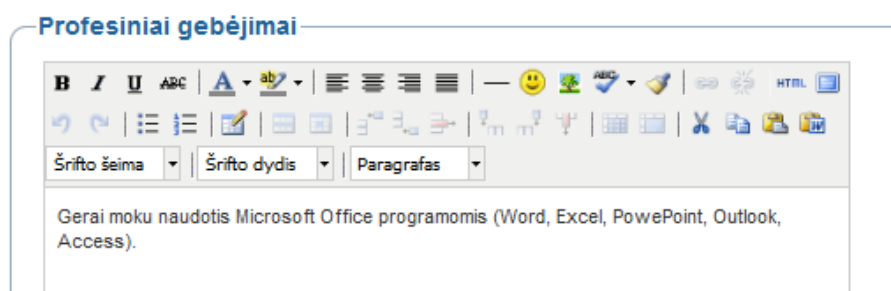 Profesiniai gebėjimai
B I U ABC A ab ABC HTML
Šrifto šeima Šrifto dydis Paragrafas
Gerai moku naudotis Microsoft Office programomis (Word, Excel, PowePoint, Outlook,
Access).